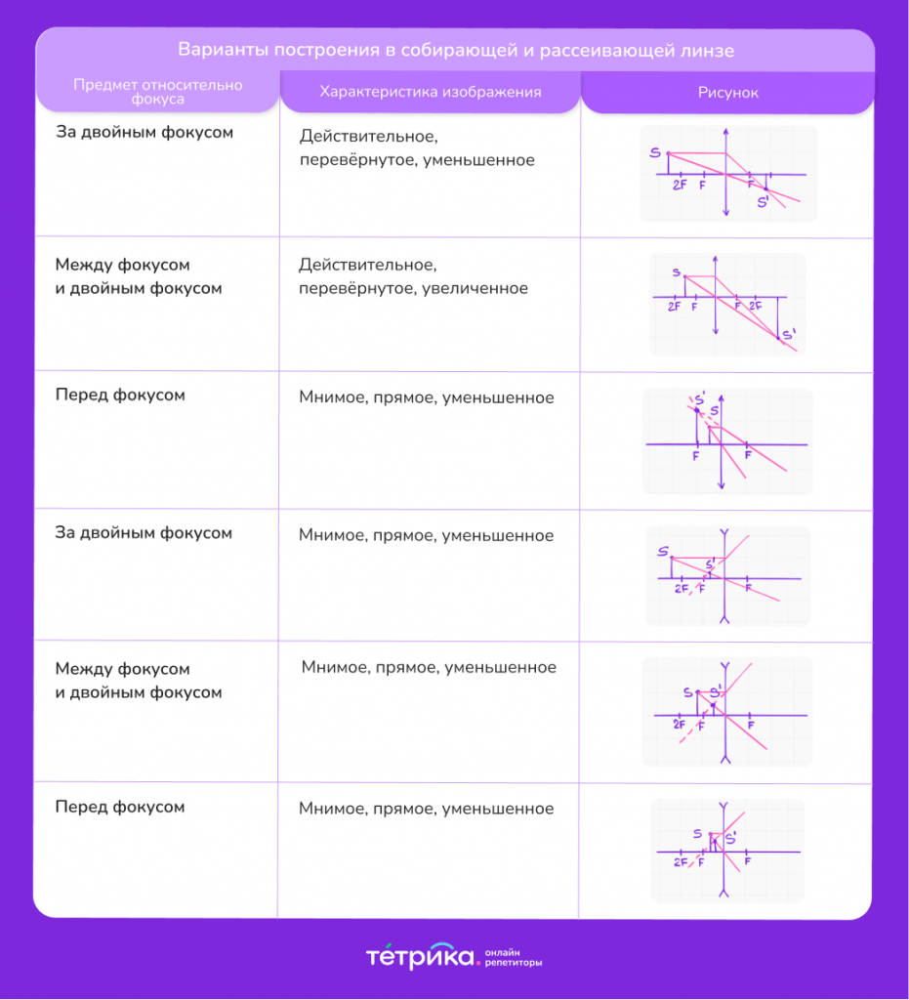 Варианты построения в собирающей и рассеивающей линзе
Предмет относительно
фокуса
Характеристика изображения
Рисунок
За двойным фокусом
Действительное,
перевёрнутое, уменьшенное
S
2F F F
S'
Между фокусом
и двойным фокусом
Действительное,
перевёрнутое, увеличенное
S
2F F F 2F
S'
Перед фокусом
Мнимое, прямое, уменьшенное
S'
S
F F
За двойным фокусом
Мнимое, прямое, уменьшенное
S
S'
2F F F
Между фокусом
и двойным фокусом
Мнимое, прямое, уменьшенное
S S'
2F F F
Перед фокусом
Мнимое, прямое, уменьшенное
S S'
2F F F
тетрика.
онлайн
репетиторы